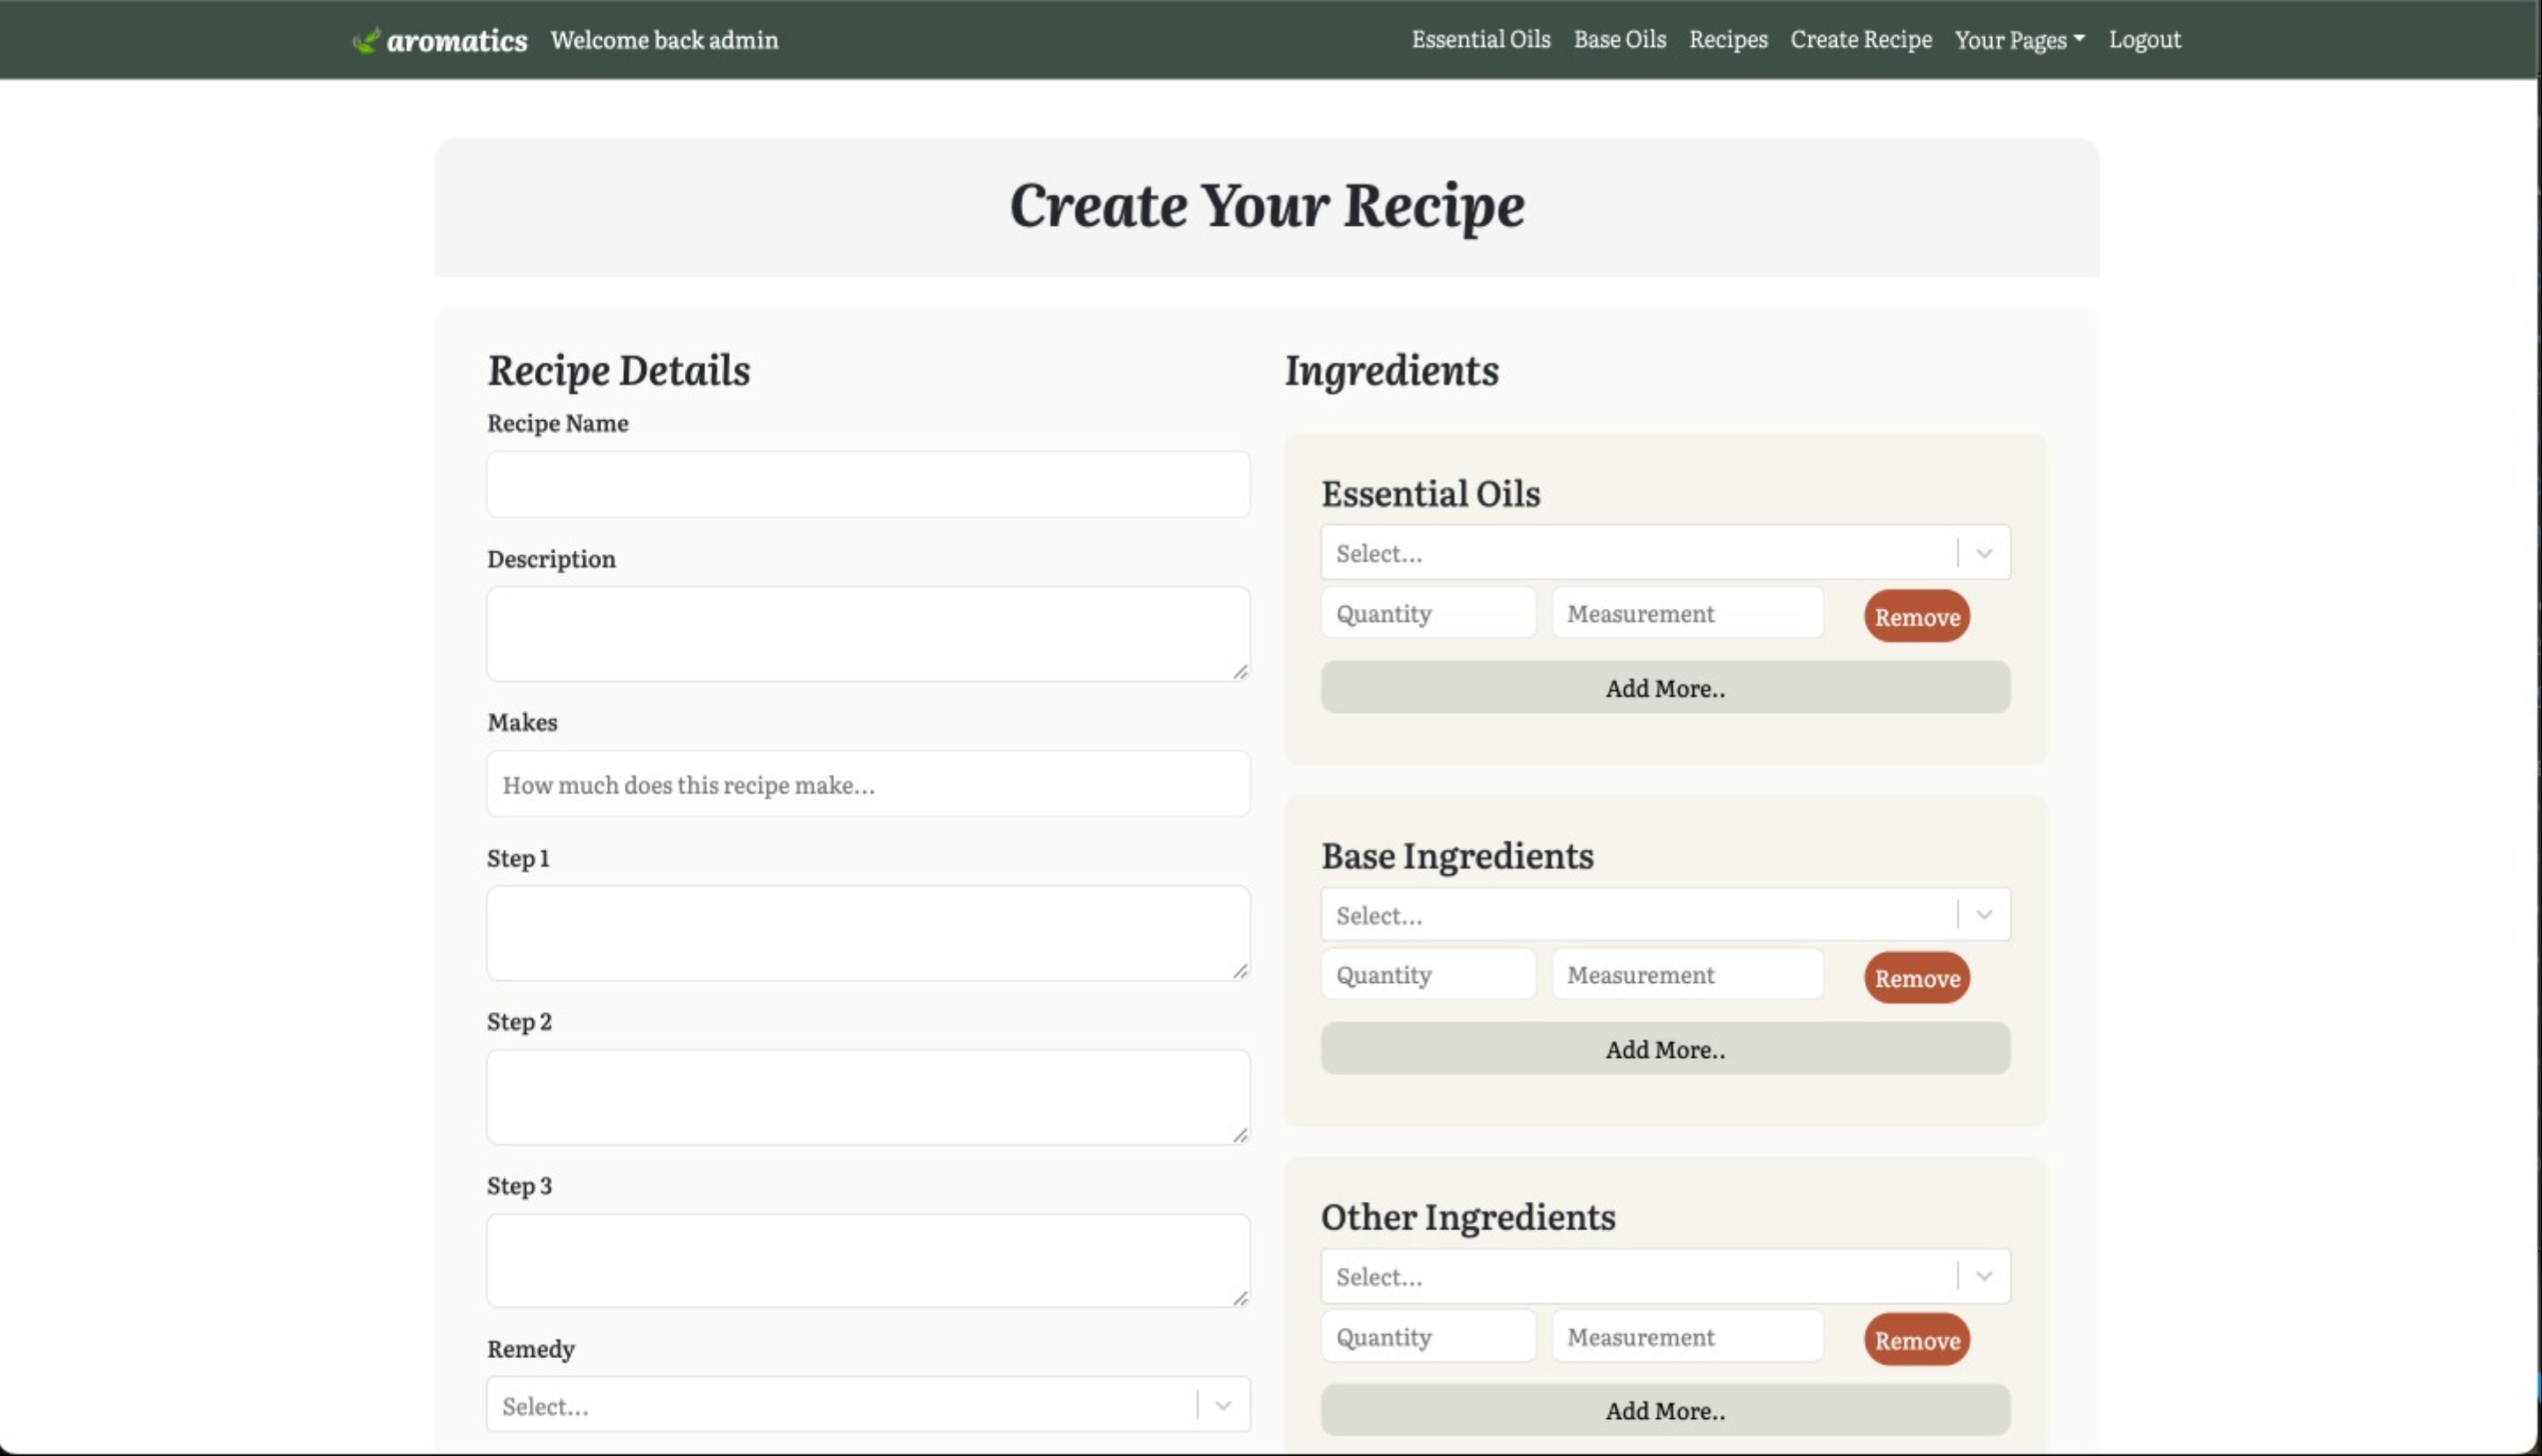 aromatics Welcome back admin Essential Oils Base Oils Recipes Create Recipe Your Pages Logout
Create Your Recipe
Recipe Details
Recipe Name
Description
Makes
How much does this recipe make...
Step 1
Step 2
Step 3
Remedy
Select...
Ingredients
Essential Oils
Select...
Quantity Measurement Remove
Add More..
Base Ingredients
Select...
Quantity Measurement Remove
Add More..
Other Ingredients
Select...
Quantity Measurement Remove
Add More..